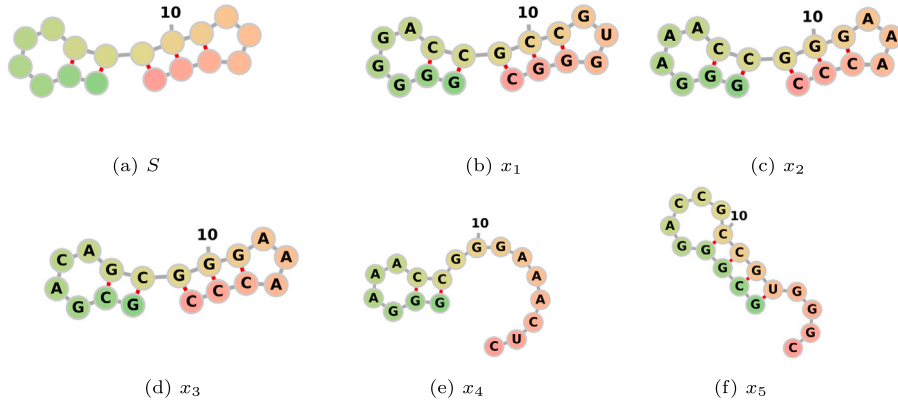 10
(a) S
10
G G G G G A C C G C C G U G G G C
(b) x1
10
G G G A A A C C G G G A A A C C C
(c) x2
10
G C G A C A G C G G G A A A C C C
(d) x3
10
G G G A A A C C G G G A A A C U C
(e) x4
10
G C G G G A C C G C C G U G G G C
(f) x5